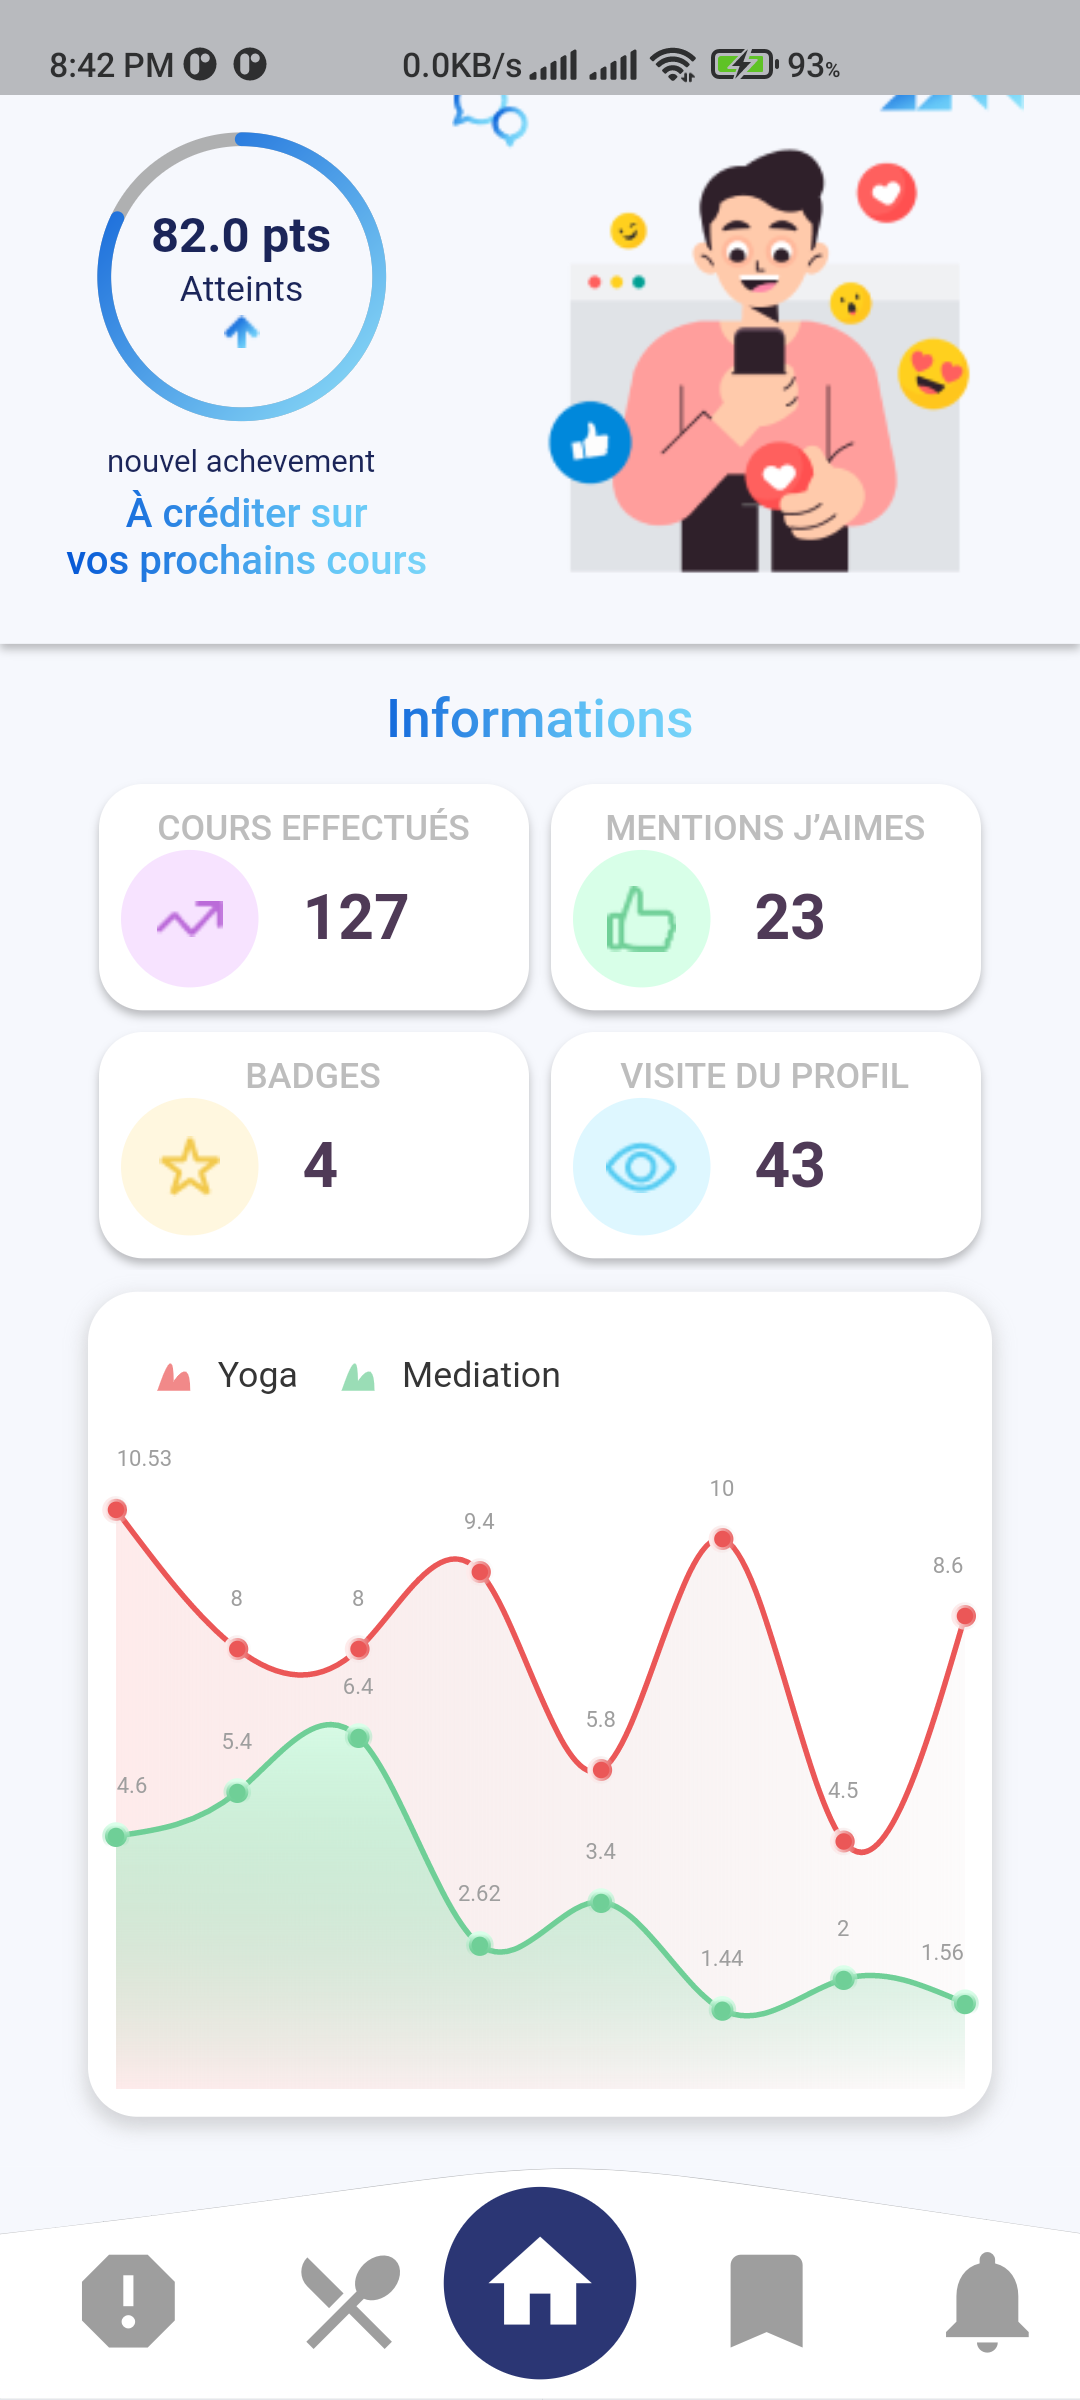 8:42 PM 0.0KB/s 93%
82.0 pts
Atteints
nouvel achevement
À créditer sur
vos prochains cours
Informations
COURS EFFECTUÉS
127
MENTIONS J’AIMES
23
BADGES
4
VISITE DU PROFIL
43
Yoga Mediation
10.53
10
9.4
8.6
8 8
6.4
5.8
5.4
4.6
4.5
3.4
2.62
2
1.56
1.44